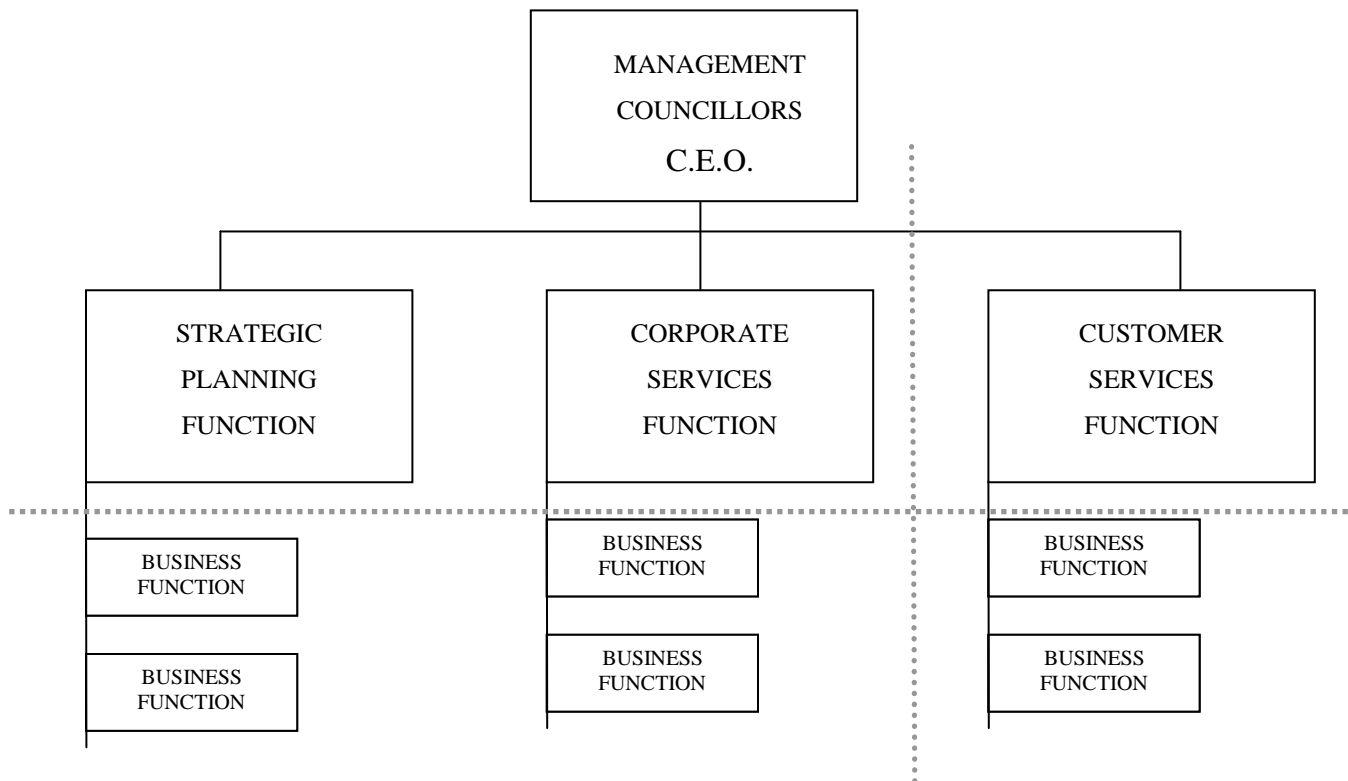 MANAGEMENT
COUNCILLORS
C.E.O.
STRATEGIC
PLANNING
FUNCTION
CORPORATE
SERVICES
FUNCTION
CUSTOMER
SERVICES
FUNCTION
BUSINESS
FUNCTION
BUSINESS
FUNCTION
BUSINESS
FUNCTION
BUSINESS
FUNCTION
BUSINESS
FUNCTION
BUSINESS
FUNCTION